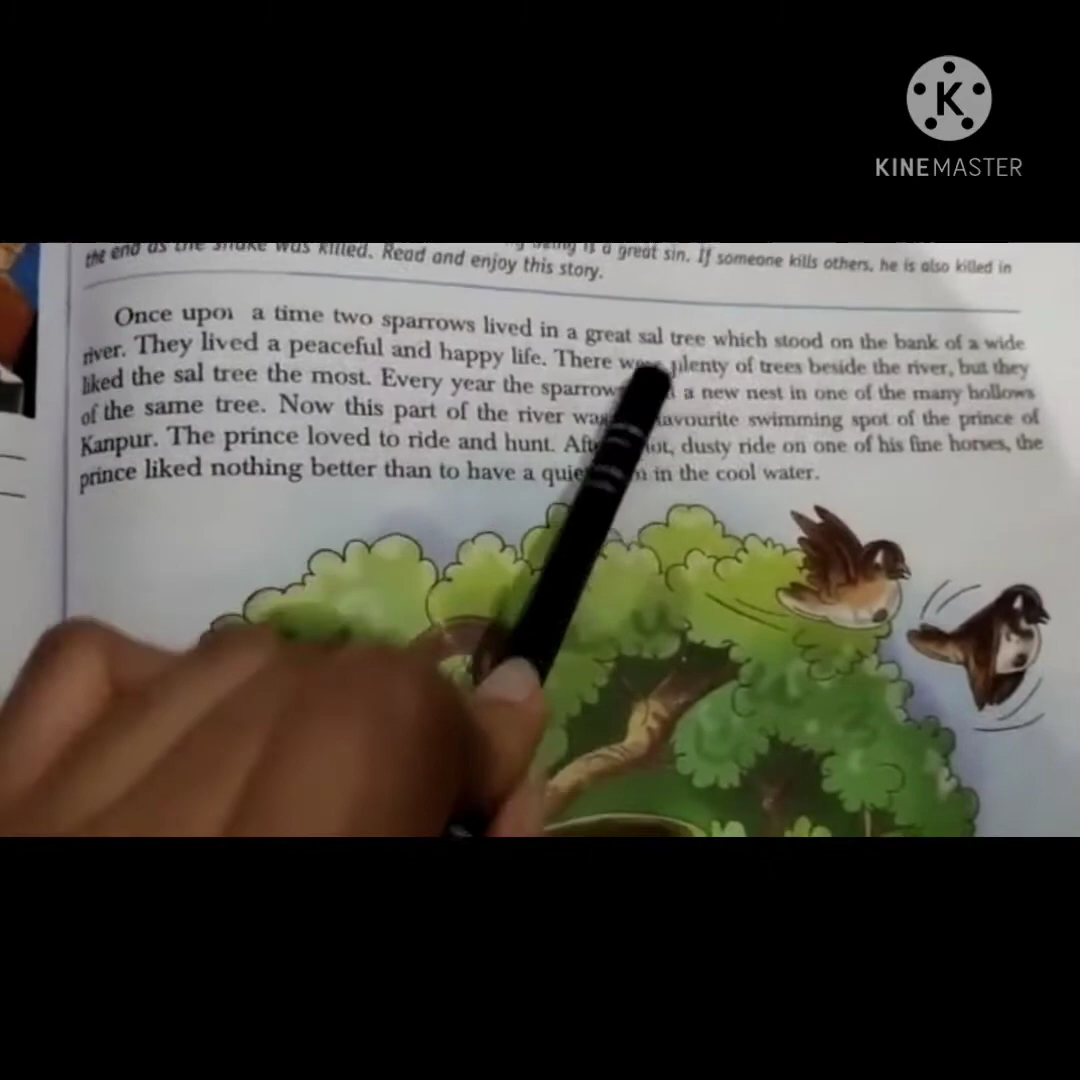 KINEMASTER
the end as the snake was killed. Read and enjoy this story. is a great sin. If someone kills others, he is also killed in
Once upon a time two sparrows lived in a great sal tree which stood on the bank of a wide
river. They lived a peaceful and happy life. There were plenty of trees beside the river, but they
liked the sal tree the most. Every year the sparrow a new nest in one of the many hollows
of the same tree. Now this part of the river was favourite swimming spot of the prince of
Kanpur. The prince loved to ride and hunt. After hot, dusty ride on one of his fine horses, the
prince liked nothing better than to have a quiet in the cool water.